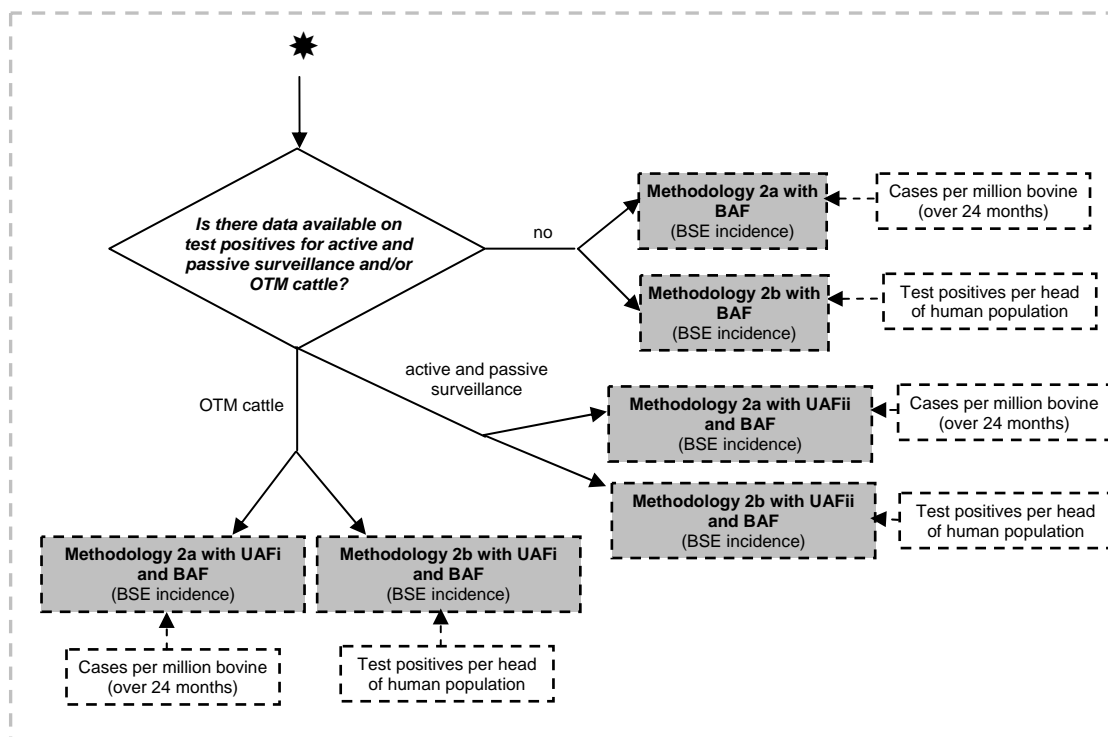 Is there data available on
test positives for active and
passive surveillance and/or
OTM cattle?
no
Methodology 2a with
BAF
(BSE incidence)
Cases per million bovine
(over 24 months)
Methodology 2b with
BAF
(BSE incidence)
Test positives per head
of human population
active and passive
surveillance
OTM cattle
Methodology 2a with UAFii
and BAF
(BSE incidence)
Cases per million bovine
(over 24 months)
Methodology 2b with UAFii
and BAF
(BSE incidence)
Test positives per head
of human population
Methodology 2a with UAFi
and BAF
(BSE incidence)
Methodology 2b with UAFi
and BAF
(BSE incidence)
Cases per million bovine
(over 24 months)
Test positives per head
of human population